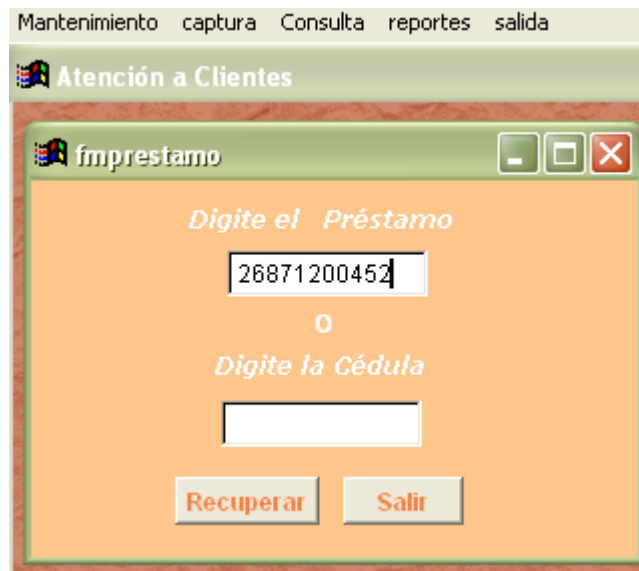 Mantenimiento captura Consulta reportes salida
Atención a Clientes
fmprestamo
Digite el Préstamo
26871200452
O
Digite la Cédula
Recuperar Salir